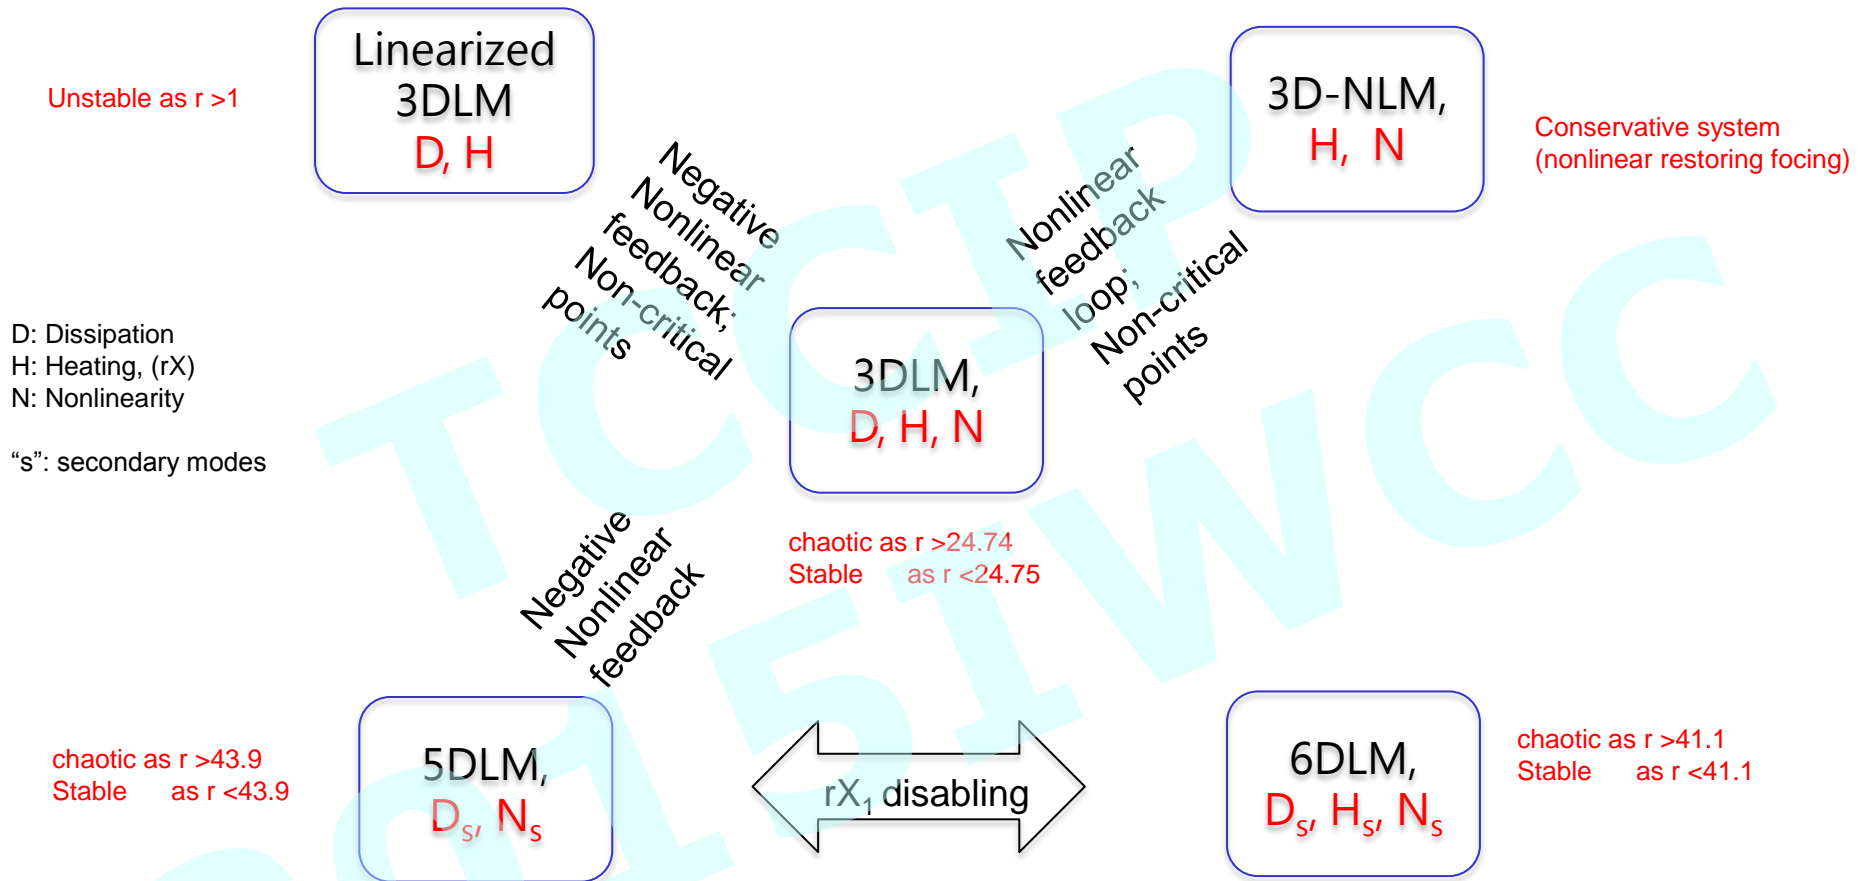 Linearized
3DLM
D, H
Unstable as r >1
3D-NLM,
H, N
Conservative system
(nonlinear restoring focing)
Negative
Nonlinear
feedback;
Non-critical
points
Nonlinear
feedback
loop;
Non-critical
points
D: Dissipation
H: Heating, (rX)
N: Nonlinearity
“s”: secondary modes
3DLM,
D, H, N
chaotic as r >24.74
Stable as r <24.75
Negative
Nonlinear
feedback
chaotic as r >43.9
Stable as r <43.9
5DLM,
Ds, Ns
rX1 disabling
6DLM,
Ds, Hs, Ns
chaotic as r >41.1
Stable as r <41.1
TCCIP
2015IWCC